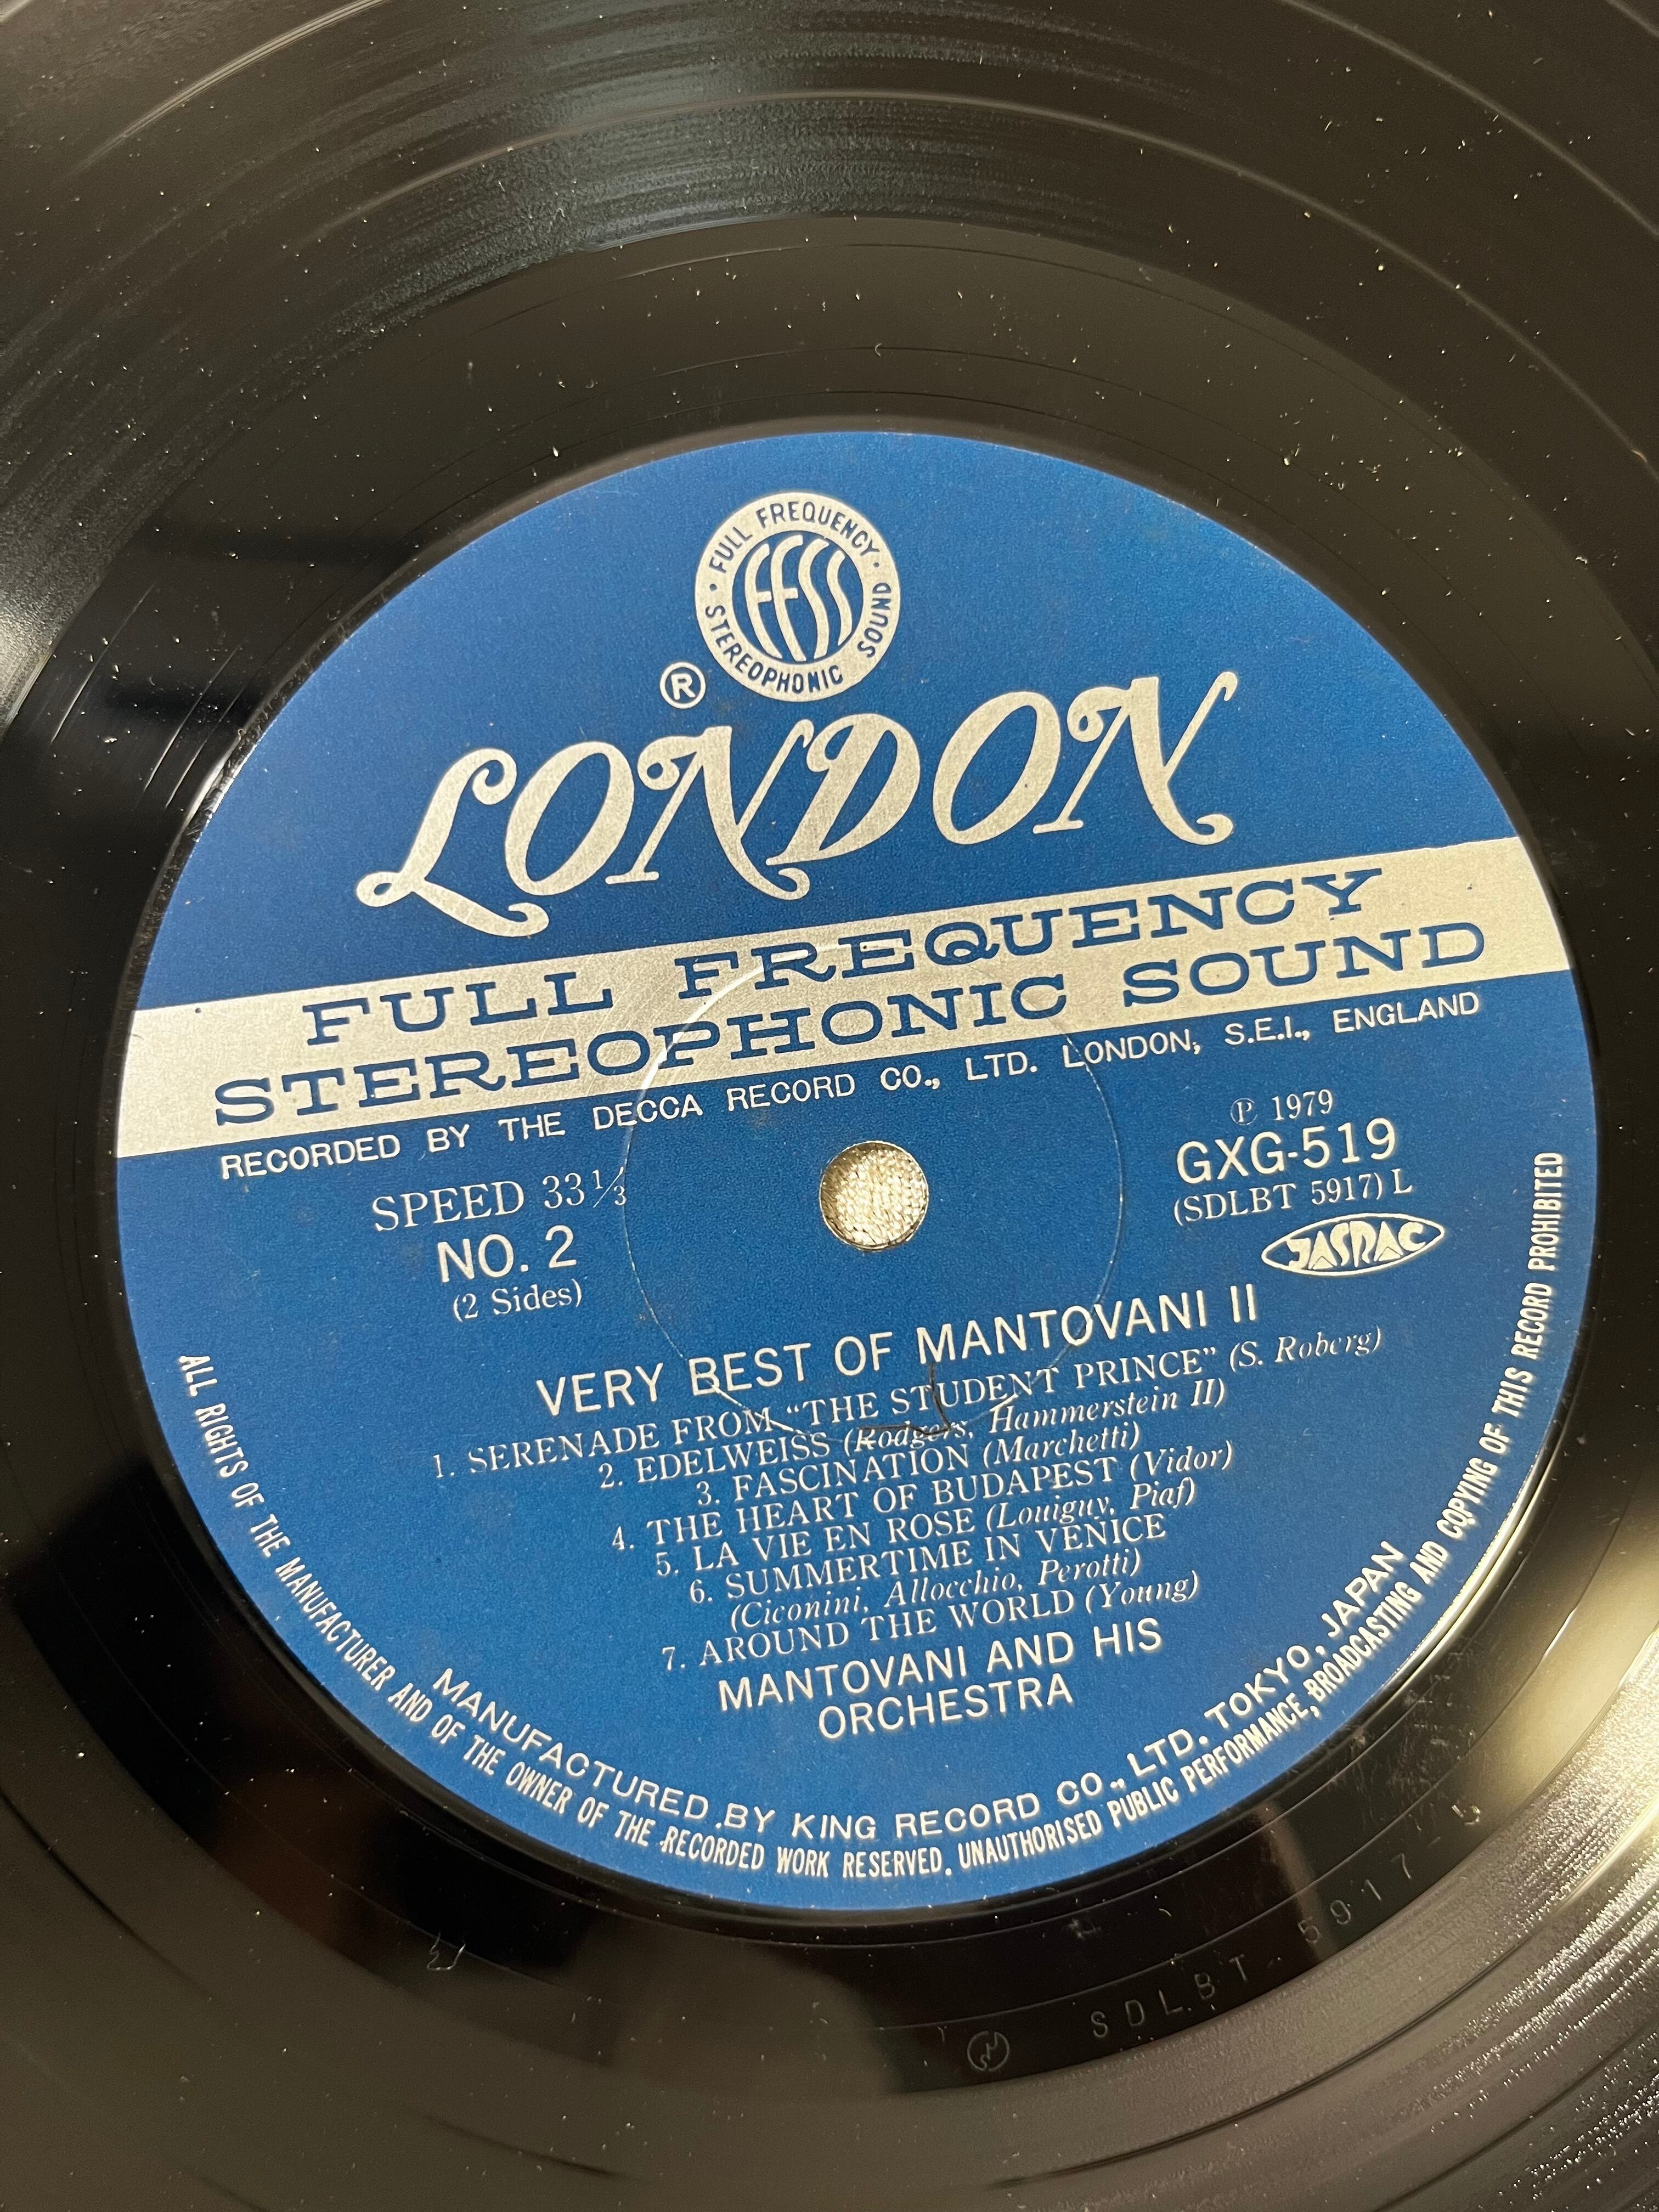 FULL FREQUENCY STEREOPHONIC SOUND
FFSS
®
LONDON
FULL FREQUENCY
STEREOPHONIC SOUND
RECORDED BY THE DECCA RECORD CO., LTD. LONDON, S.E.I., ENGLAND
SPEED 33 1/3
NO. 2
(2 Sides)
Ⓟ 1979
GXG-519
(SDLBT 5917) L
JASRAC
VERY BEST OF MANTOVANI II
1. SERENADE FROM "THE STUDENT PRINCE" (S. Roberg)
2. EDELWEISS (Rodgers, Hammerstein II)
3. FASCINATION (Marchetti)
4. THE HEART OF BUDAPEST (Vidor)
5. LA VIE EN ROSE (Louiguy, Piaf)
6. SUMMERTIME IN VENICE
(Ciconini, Allocchio, Perotti)
7. AROUND THE WORLD (Young)
MANTOVANI AND HIS
ORCHESTRA
MANUFACTURED BY KING RECORD CO., LTD. TOKYO, JAPAN
ALL RIGHTS OF THE MANUFACTURER AND OF THE OWNER OF THE RECORDED WORK RESERVED. UNAUTHORISED PUBLIC PERFORMANCE, BROADCASTING AND COPYING OF THIS RECORD PROHIBITED
SDLBT 5917-5